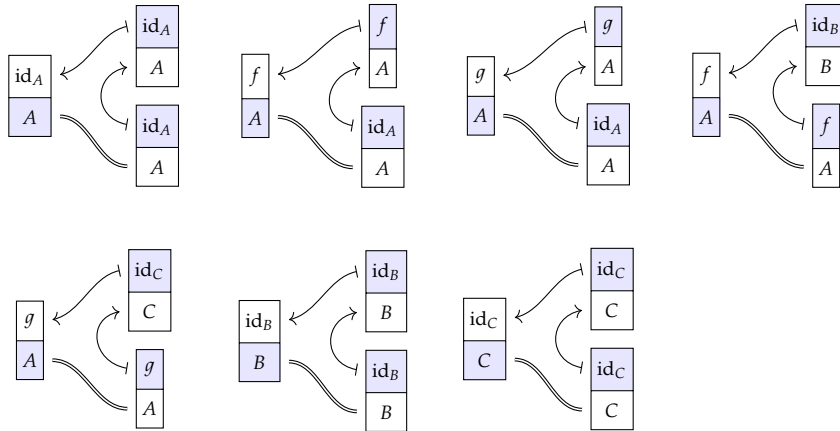 id_A A id_A A id_A A
f A f A id_A A
g A g A id_A A
f A id_B B f A
g A id_C C g A
id_B B id_B B id_B B
id_C C id_C C id_C C